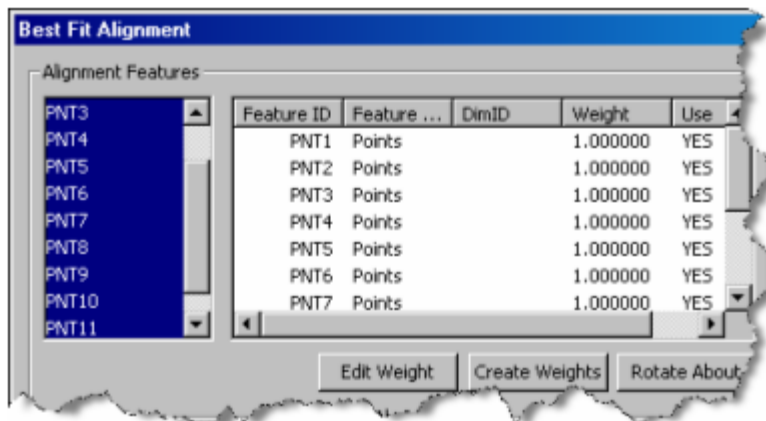 Best Fit Alignment
Alignment Features
PNT3
PNT4
PNT5
PNT6
PNT7
PNT8
PNT9
PNT10
PNT11
Feature ID Feature ... DimID Weight Use
PNT1 Points 1.000000 YES
PNT2 Points 1.000000 YES
PNT3 Points 1.000000 YES
PNT4 Points 1.000000 YES
PNT5 Points 1.000000 YES
PNT6 Points 1.000000 YES
PNT7 Points 1.000000 YES
Edit Weight Create Weights Rotate About